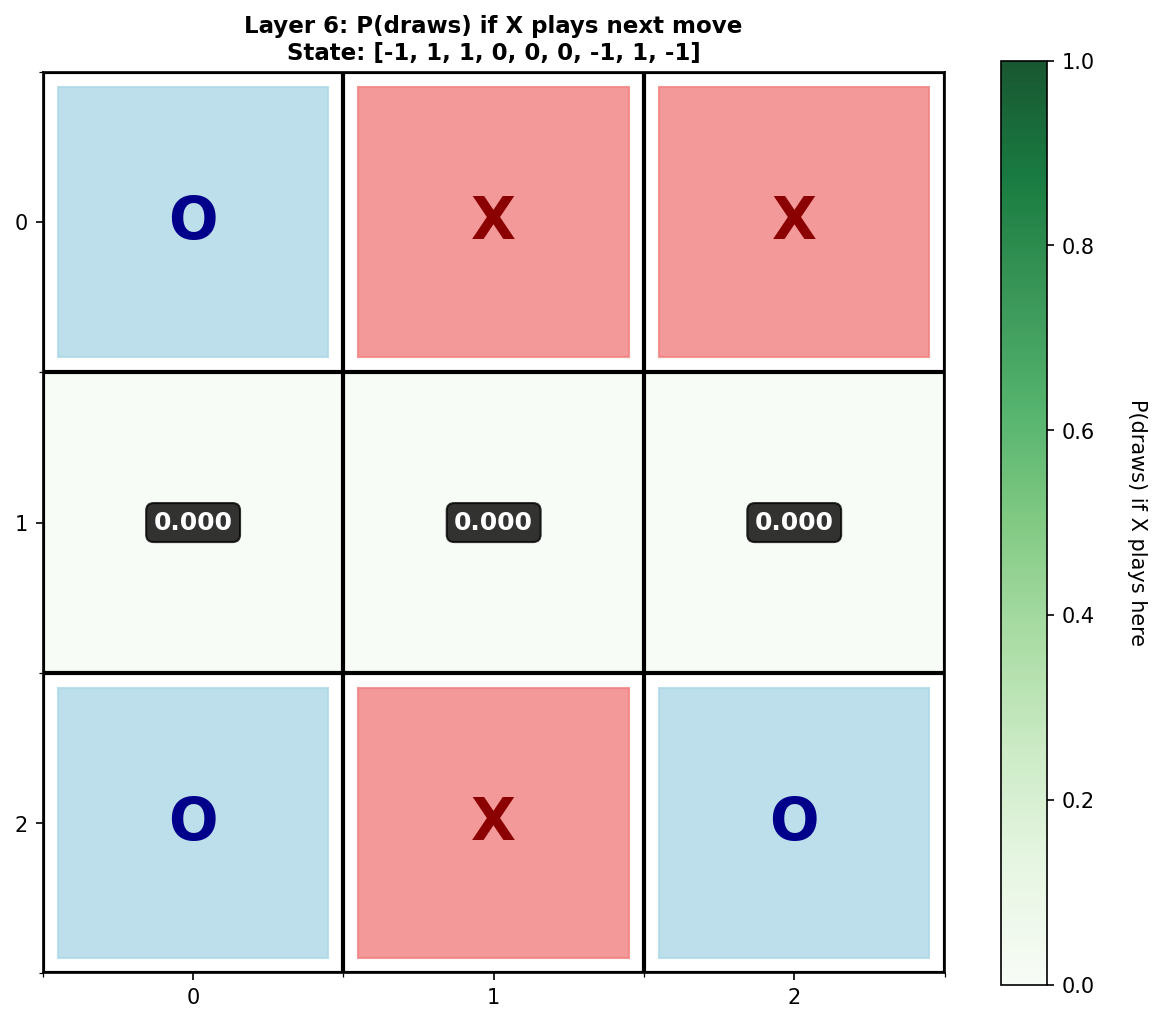 Layer 6: P(draws) if X plays next move
State: [-1, 1, 1, 0, 0, 0, -1, 1, -1]
O X X
0
0.000 0.000 0.000
1
O X O
2
0 1 2
1.0
0.8
0.6
0.4
0.2
0.0
P(draws) if X plays here